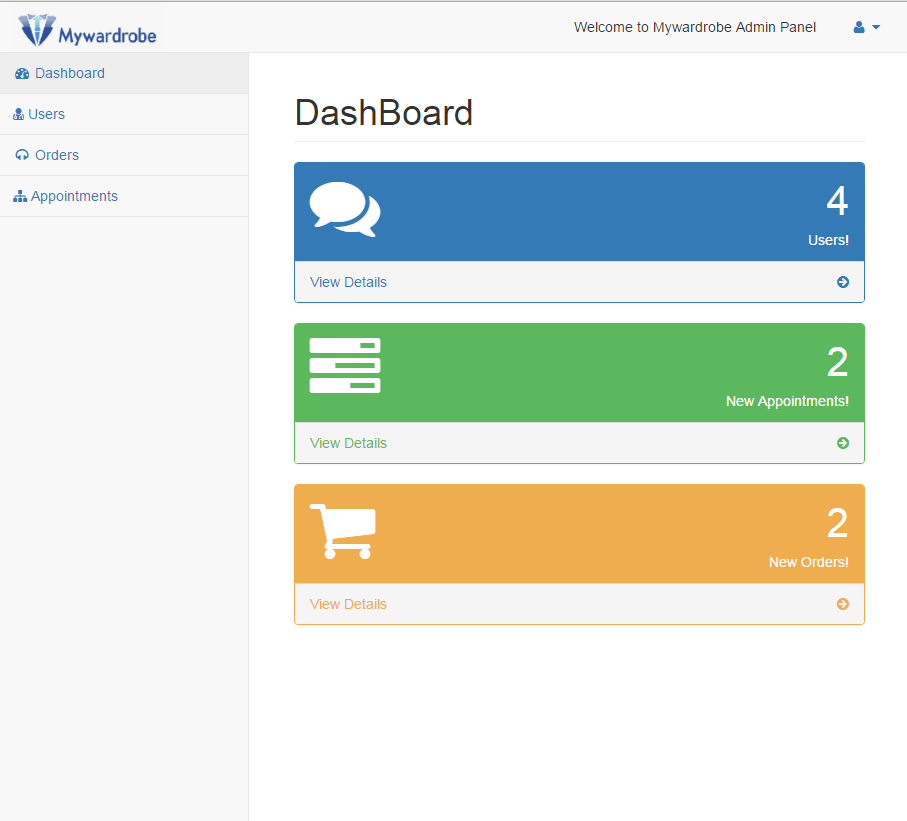 Mywardrobe
Welcome to Mywardrobe Admin Panel
Dashboard
Users
Orders
Appointments
DashBoard
4
Users!
View Details
2
New Appointments!
View Details
2
New Orders!
View Details